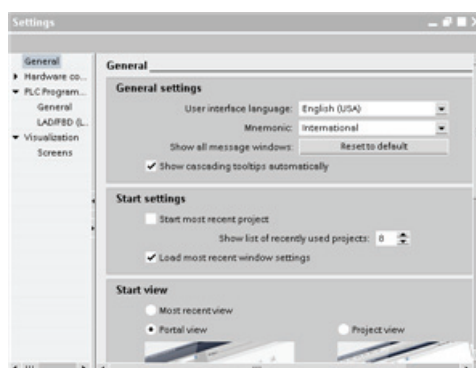 Settings
General
Hardware co...
PLC Program...
General
LAD/FBD (L...
Visualization
Screens
General
General settings
User interface language: English (USA)
Mnemonic: International
Show all message windows: Reset to default
Show cascading tooltips automatically
Start settings
Start most recent project
Show list of recently used projects: 8
Load most recent window settings
Start view
Most recent view
Portal view
Project view